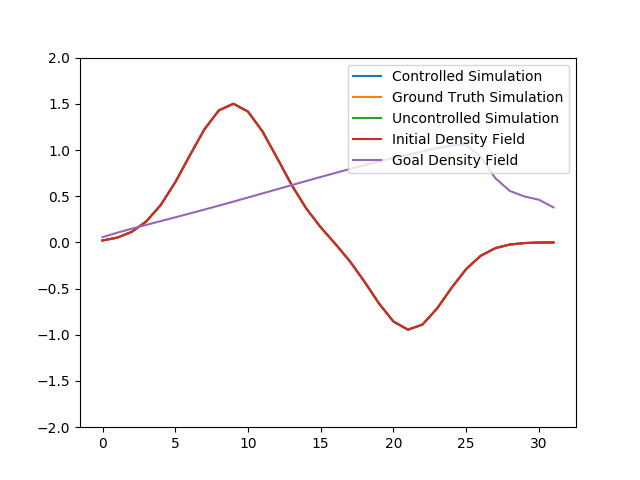 2.0
1.5
1.0
0.5
0.0
−0.5
−1.0
−1.5
−2.0
0 5 10 15 20 25 30
Controlled Simulation
Ground Truth Simulation
Uncontrolled Simulation
Initial Density Field
Goal Density Field